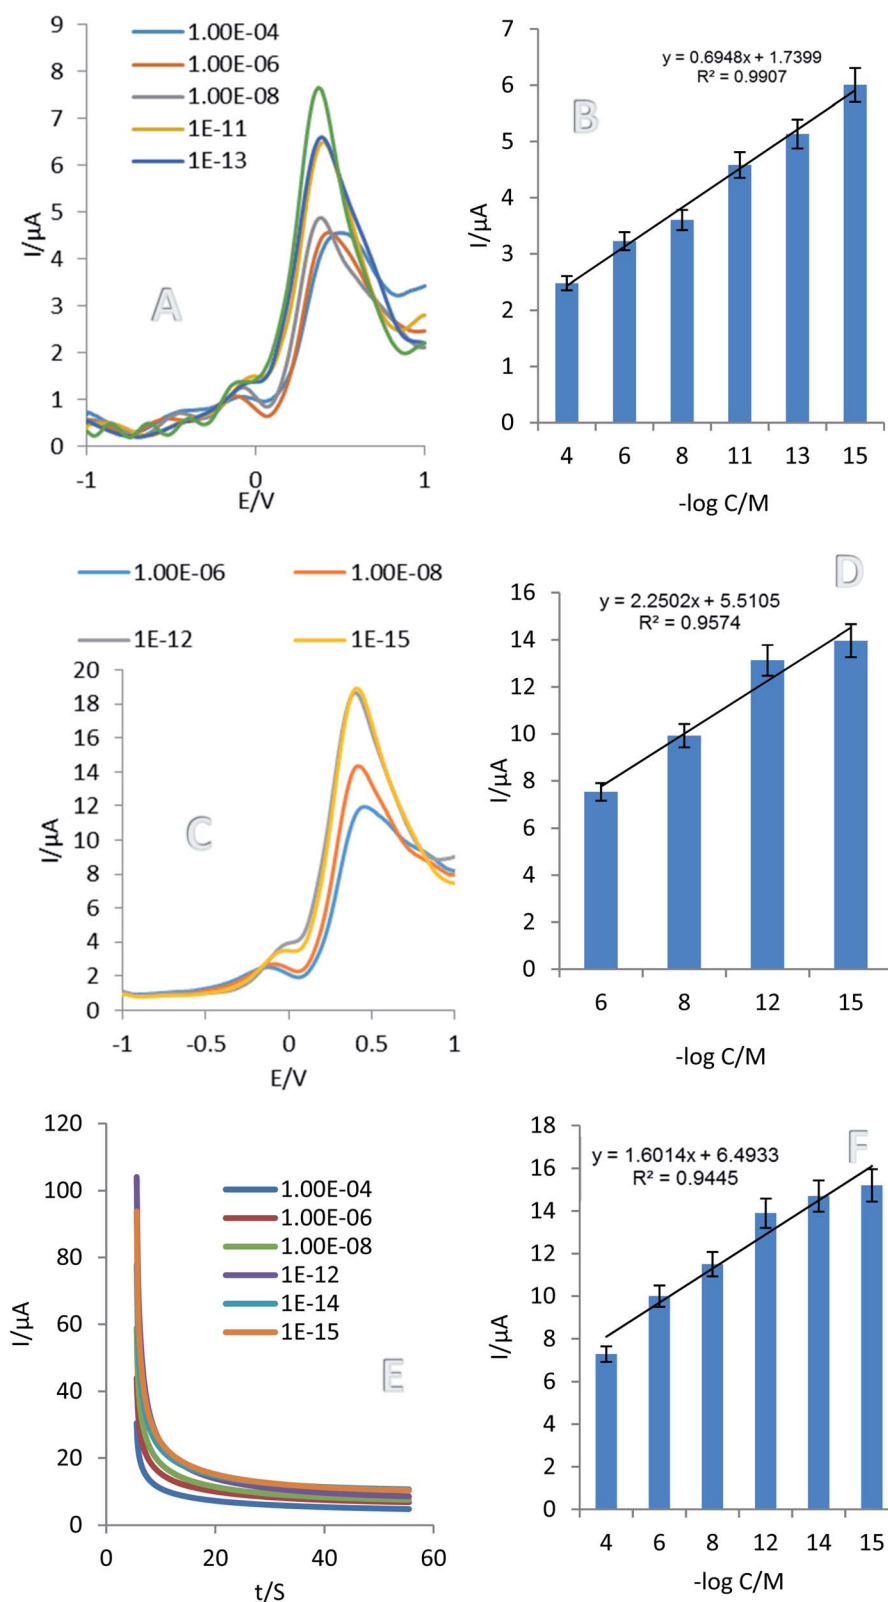 9
8
7
6
5
4
3
2
1
0
I/µA
1.00E-04
1.00E-06
1.00E-08
1E-11
1E-13
A
-1
0
1
E/V
7
6
5
4
3
2
1
0
I/µA
y = 0.6948x + 1.7399
R² = 0.9907
B
4 6 8 11 13 15
-log C/M
1.00E-06 1.00E-08
1E-12 1E-15
20
18
16
14
12
10
8
6
4
2
0
I/µA
C
-1 -0.5 0 0.5 1
E/V
D
16
14
12
10
8
6
4
2
0
I/µA
y = 2.2502x + 5.5105
R² = 0.9574
6 8 12 15
-log C/M
120
100
80
60
40
20
0
I/µA
1.00E-04
1.00E-06
1.00E-08
1E-12
1E-14
1E-15
E
0 20 40 60
t/S
18
16
14
12
10
8
6
4
2
0
I/µA
y = 1.6014x + 6.4933
R² = 0.9445
F
4 6 8 12 14 15
-log C/M